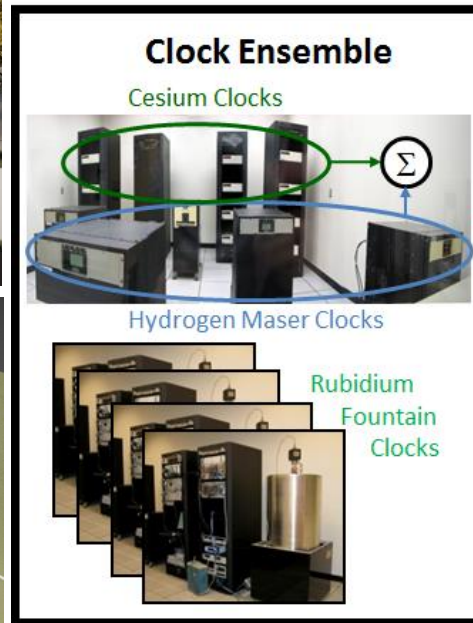 Clock Ensemble
Cesium Clocks
Σ
Hydrogen Maser Clocks
Rubidium
Fountain
Clocks